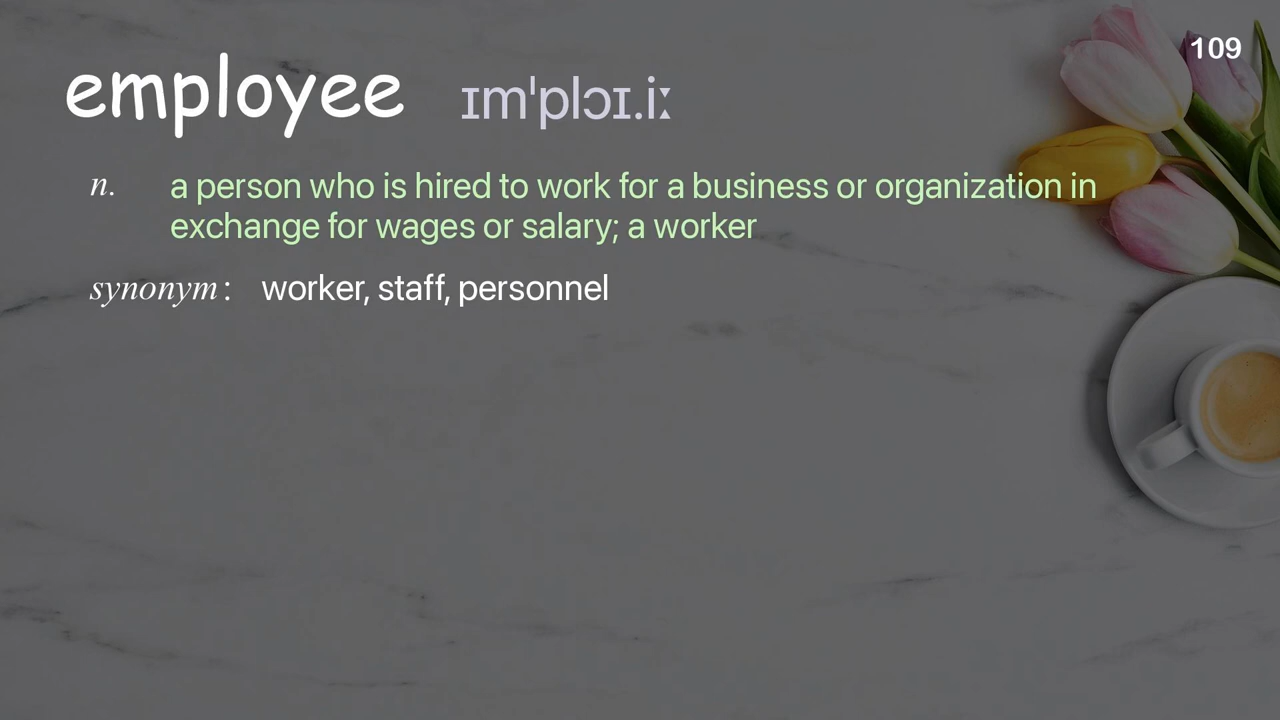 109
employee ɪmˈplɔɪ.iː
n. a person who is hired to work for a business or organization in
exchange for wages or salary; a worker
synonym: worker, staff, personnel